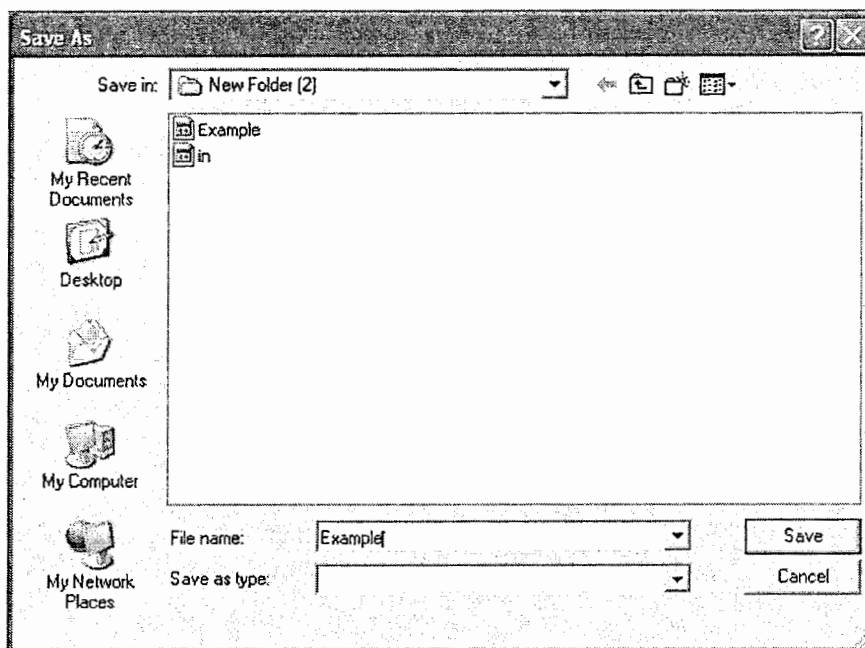 Save As
Save in: New Folder (2)
Example
in
My Recent
Documents
Desktop
My Documents
My Computer
My Network
Places
File name: Example
Save
Save as type:
Cancel